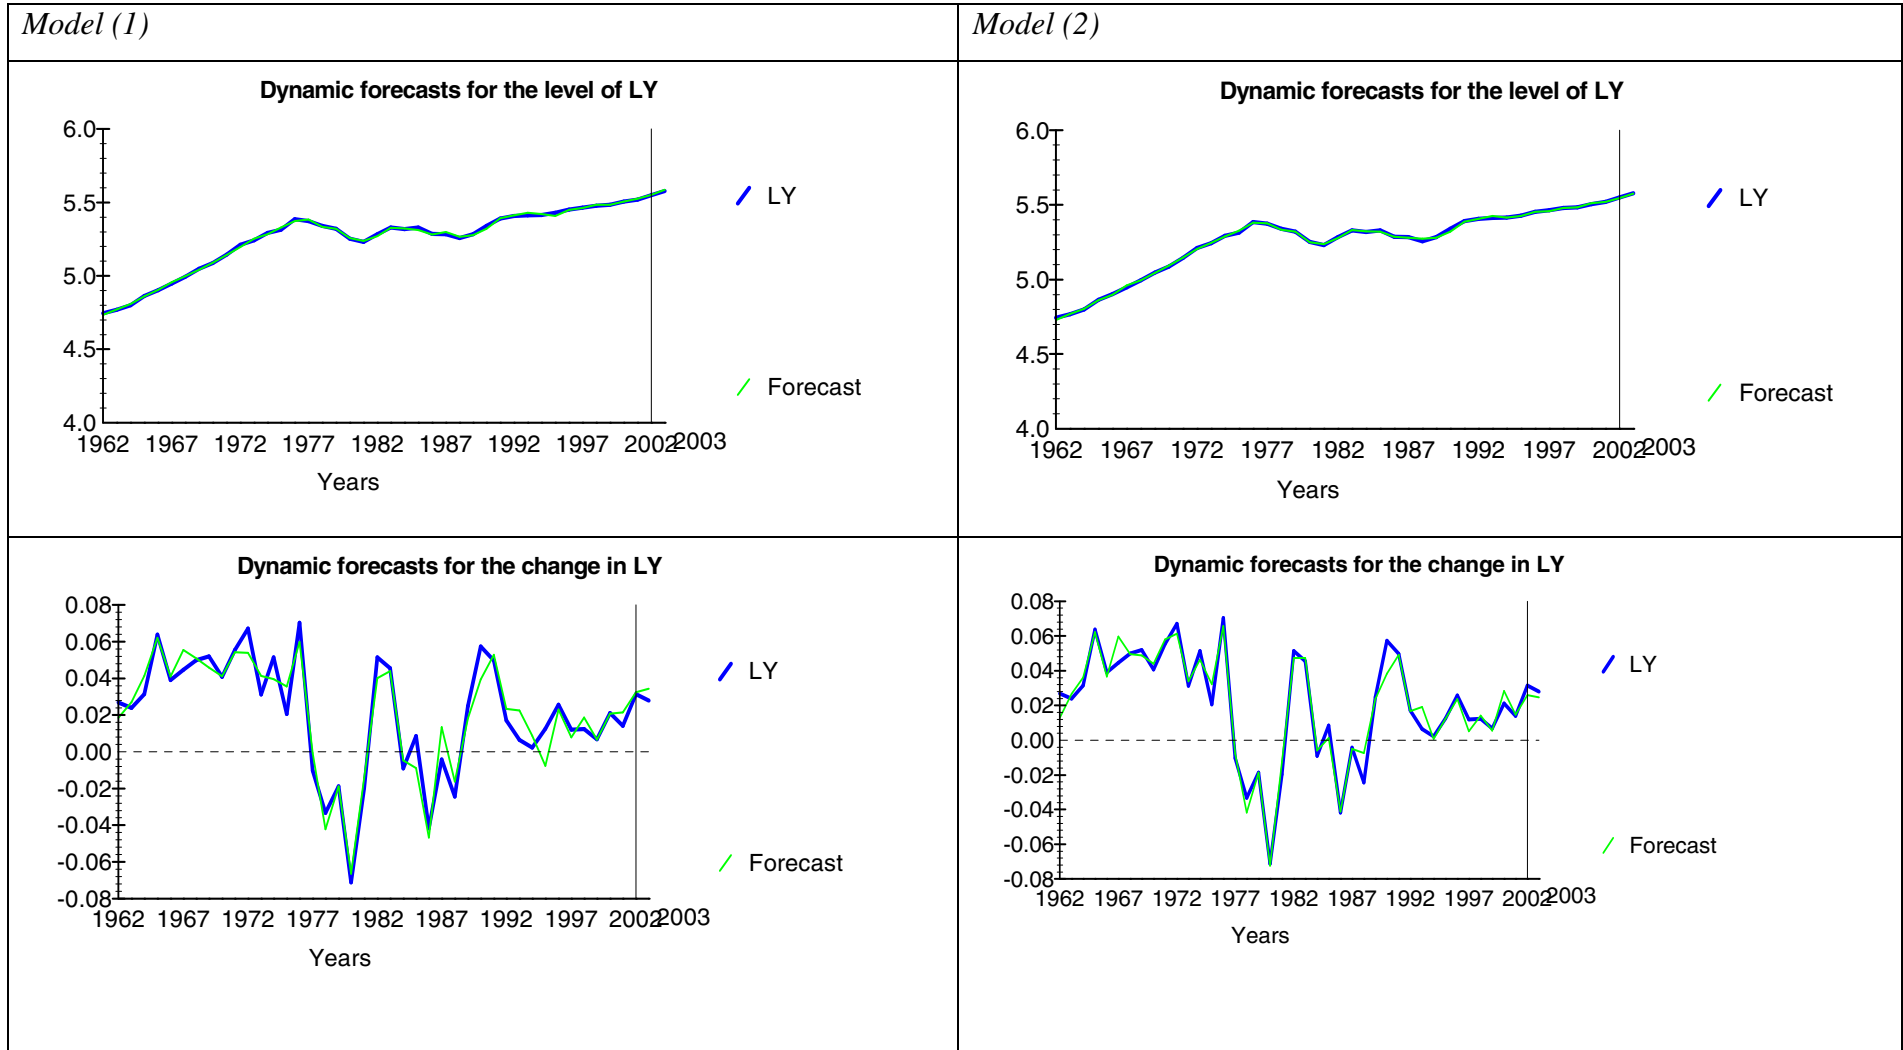 Model (1)
Model (2)
Dynamic forecasts for the level of LY
6.0
5.5
5.0
4.5
4.0
1962 1967 1972 1977 1982 1987 1992 1997 2002 2003
Years
LY
Forecast
Dynamic forecasts for the level of LY
6.0
5.5
5.0
4.5
4.0
1962 1967 1972 1977 1982 1987 1992 1997 2002 2003
Years
LY
Forecast
Dynamic forecasts for the change in LY
0.08
0.06
0.04
0.02
0.00
-0.02
-0.04
-0.06
-0.08
1962 1967 1972 1977 1982 1987 1992 1997 2002 2003
Years
LY
Forecast
Dynamic forecasts for the change in LY
0.08
0.06
0.04
0.02
0.00
-0.02
-0.04
-0.06
-0.08
1962 1967 1972 1977 1982 1987 1992 1997 2002 2003
Years
LY
Forecast